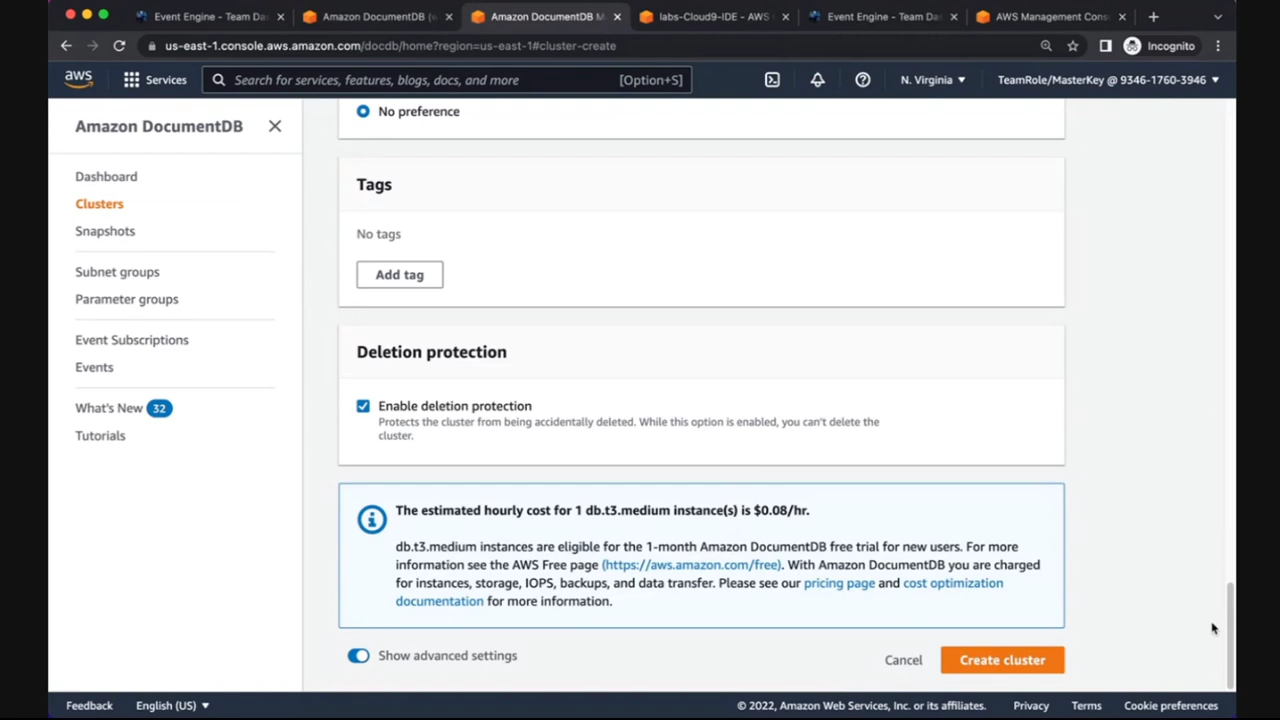 Event Engine - Team Da
Amazon DocumentDB (w
Amazon DocumentDB M
labs-Cloud9-IDE - AWS
Event Engine - Team Da
AWS Management Cons
us-east-1.console.aws.amazon.com/docdb/home?region=us-east-1#cluster-create
Incognito
aws
Services
Search for services, features, blogs, docs, and more
[Option+S]
N. Virginia
TeamRole/MasterKey @ 9346-1760-3946
Amazon DocumentDB
Dashboard
Clusters
Snapshots
Subnet groups
Parameter groups
Event Subscriptions
Events
What's New 32
Tutorials
No preference
Tags
No tags
Add tag
Deletion protection
Enable deletion protection
Protects the cluster from being accidentally deleted. While this option is enabled, you can't delete the
cluster.
The estimated hourly cost for 1 db.t3.medium instance(s) is $0.08/hr.
db.t3.medium instances are eligible for the 1-month Amazon DocumentDB free trial for new users. For more
information see the AWS Free page (https://aws.amazon.com/free). With Amazon DocumentDB you are charged
for instances, storage, IOPS, backups, and data transfer. Please see our pricing page and cost optimization
documentation for more information.
Show advanced settings
Cancel
Create cluster
Feedback
English (US)
© 2022, Amazon Web Services, Inc. or its affiliates.
Privacy
Terms
Cookie preferences